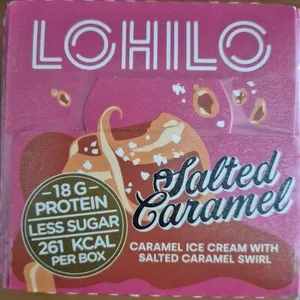 LOHILO
Salted
Caramel
18 G
PROTEIN
LESS SUGAR
261 KCAL
PER BOX
CARAMEL ICE CREAM WITH
SALTED CARAMEL SWIRL